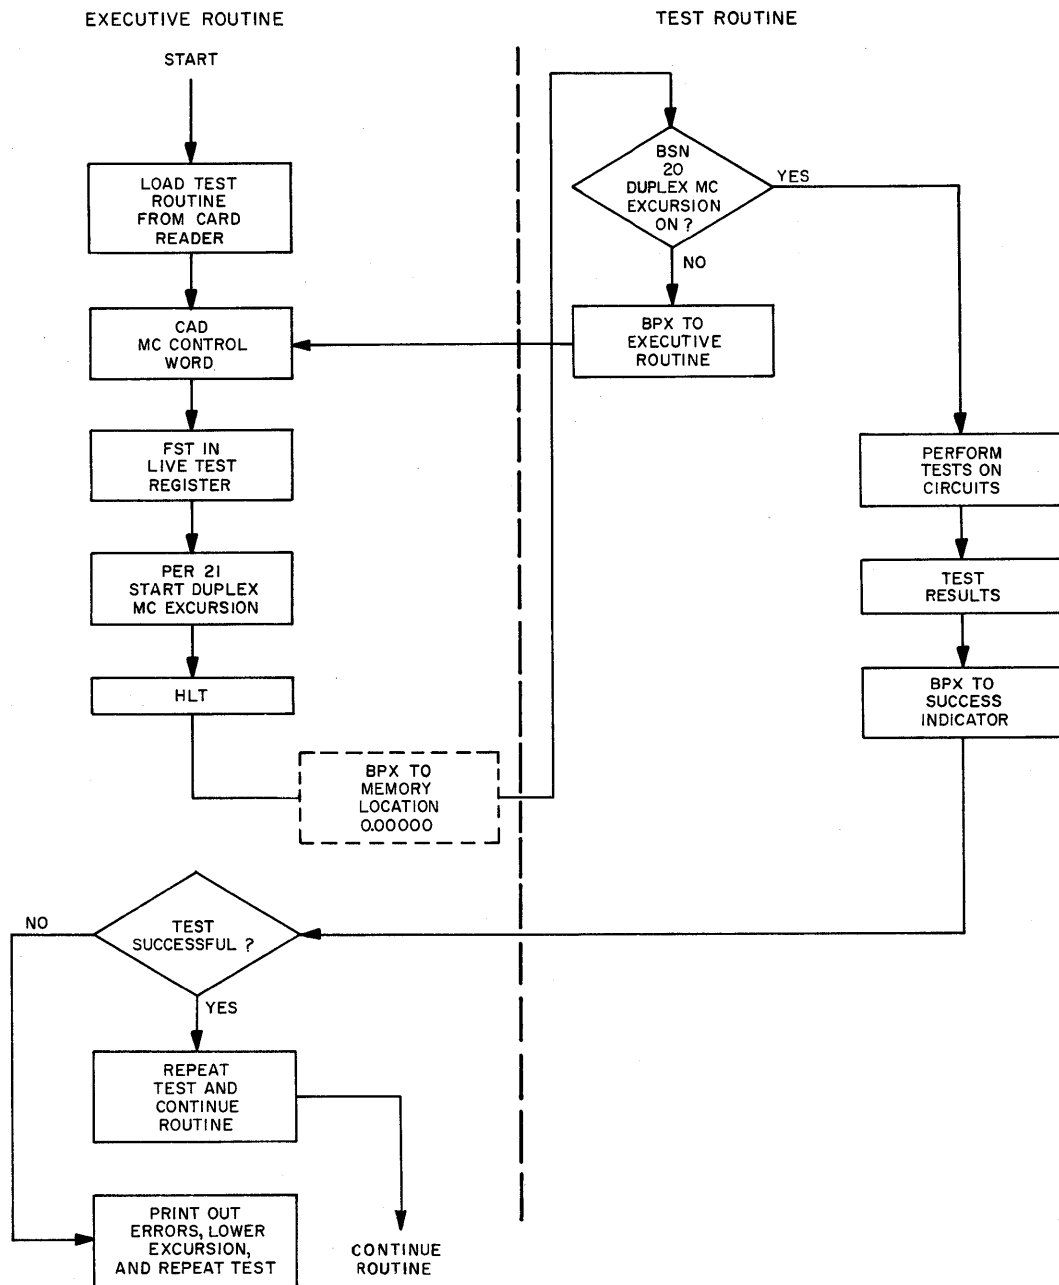 EXECUTIVE ROUTINE
TEST ROUTINE
START
LOAD TEST
ROUTINE
FROM CARD
READER
CAD
MC CONTROL
WORD
FST IN
LIVE TEST
REGISTER
PER 21
START DUPLEX
MC EXCURSION
HLT
BPX TO
MEMORY
LOCATION
0.00000
BSN
20
DUPLEX MC
EXCURSION
ON ?
YES
NO
BPX TO
EXECUTIVE
ROUTINE
PERFORM
TESTS ON
CIRCUITS
TEST
RESULTS
BPX TO
SUCCESS
INDICATOR
TEST
SUCCESSFUL ?
NO
YES
REPEAT
TEST AND
CONTINUE
ROUTINE
PRINT OUT
ERRORS, LOWER
EXCURSION,
AND REPEAT TEST
CONTINUE
ROUTINE